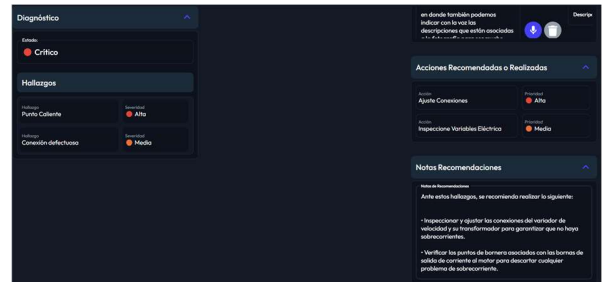 Diagnóstico
Estado:
Crítico
Hallazgos
Hallazgo
Punto Caliente
Severidad
Alta
Hallazgo
Conexión defectuosa
Severidad
Media
en donde también podemos
indicar con la voz las
descripciones que están asociadas
Descrip
Acciones Recomendadas o Realizadas
Acción
Ajuste Conexiones
Prioridad
Alta
Acción
Inspeccione Variables Eléctrica
Prioridad
Media
Notas Recomendaciones
Notas de Recomendaciones
Ante estos hallazgos, se recomienda realizar lo siguiente:
• Inspeccionar y ajustar las conexiones del variador de
velocidad y su transformador para garantizar que no haya
sobrecorrientes.
• Verificar los puntos de bornera asociados con las bornas de
salida de corriente al motor para descartar cualquier
problema de sobrecorriente.